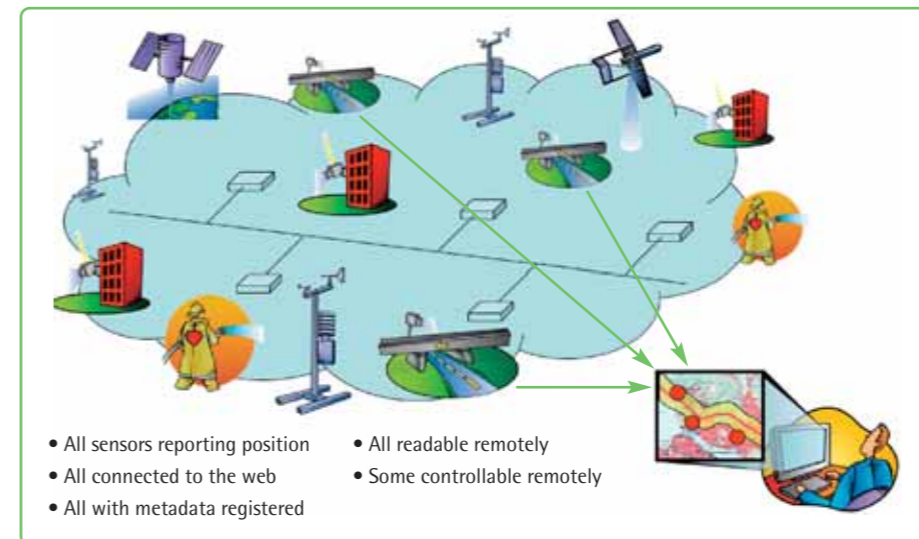 • All sensors reporting position
• All connected to the web
• All with metadata registered
• All readable remotely
• Some controllable remotely